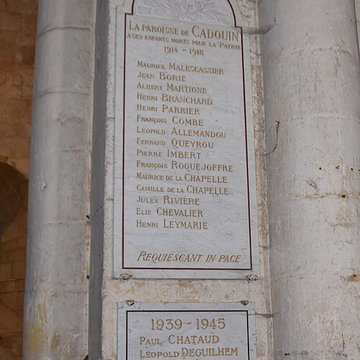 LA PAROISSE DE CADOUIN
A SES ENFANTS MORTS POUR LA PATRIE
1914 - 1918
MAURICE MALEGCASSIER
JEAN BORIE
ALBERT MARTIGNE
HENRI BRANCHARD
HENRI PARRIER
FRANÇOIS COMBE
LÉOPOLD ALLEMANDOU
FERNAND QUEYROU
PIERRE IMBERT
FRANÇOIS ROQUEJOFFRE
MAURICE DE LA CHAPELLE
CAMILLE DE LA CHAPELLE
JULES RIVIÈRE
ELIE CHEVALIER
HENRI LEYMARIE
REQUIESCANT IN PACE
1939 - 1945
PAUL CHATAUD
LÉOPOLD DEGUILHEM